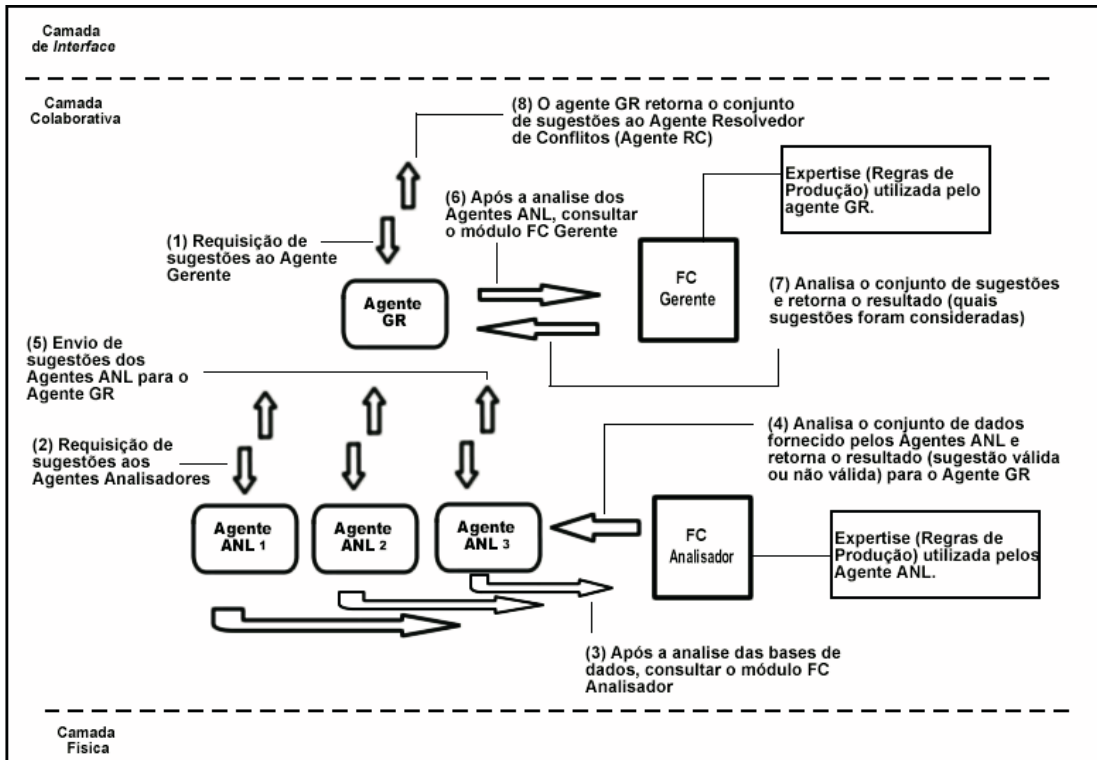 Camada
de Interface
Camada
Colaborativa
(8) O agente GR retorna o conjunto
de sugestões ao Agente Resolvedor
de Conflitos (Agente RC)
Expertise (Regras de
Produção) utilizada pelo
agente GR.
(6) Após a analise dos
Agentes ANL, consultar
o módulo FC Gerente
(1) Requisição de
sugestões ao Agente
Gerente
Agente
GR
FC
Gerente
(7) Analisa o conjunto de sugestões
e retorna o resultado (quais
sugestões foram consideradas)
(5) Envio de
sugestões dos
Agentes ANL para o
Agente GR
(2) Requisição de
sugestões aos
Agentes Analisadores
(4) Analisa o conjunto de dados
fornecido pelos Agentes ANL e
retorna o resultado (sugestão válida
ou não válida) para o Agente GR
Agente
ANL 1
Agente
ANL 2
Agente
ANL 3
FC
Analisador
Expertise (Regras de
Produção) utilizada pelos
Agente ANL.
(3) Após a analise das bases de
dados, consultar o módulo FC
Analisador
Camada
Física